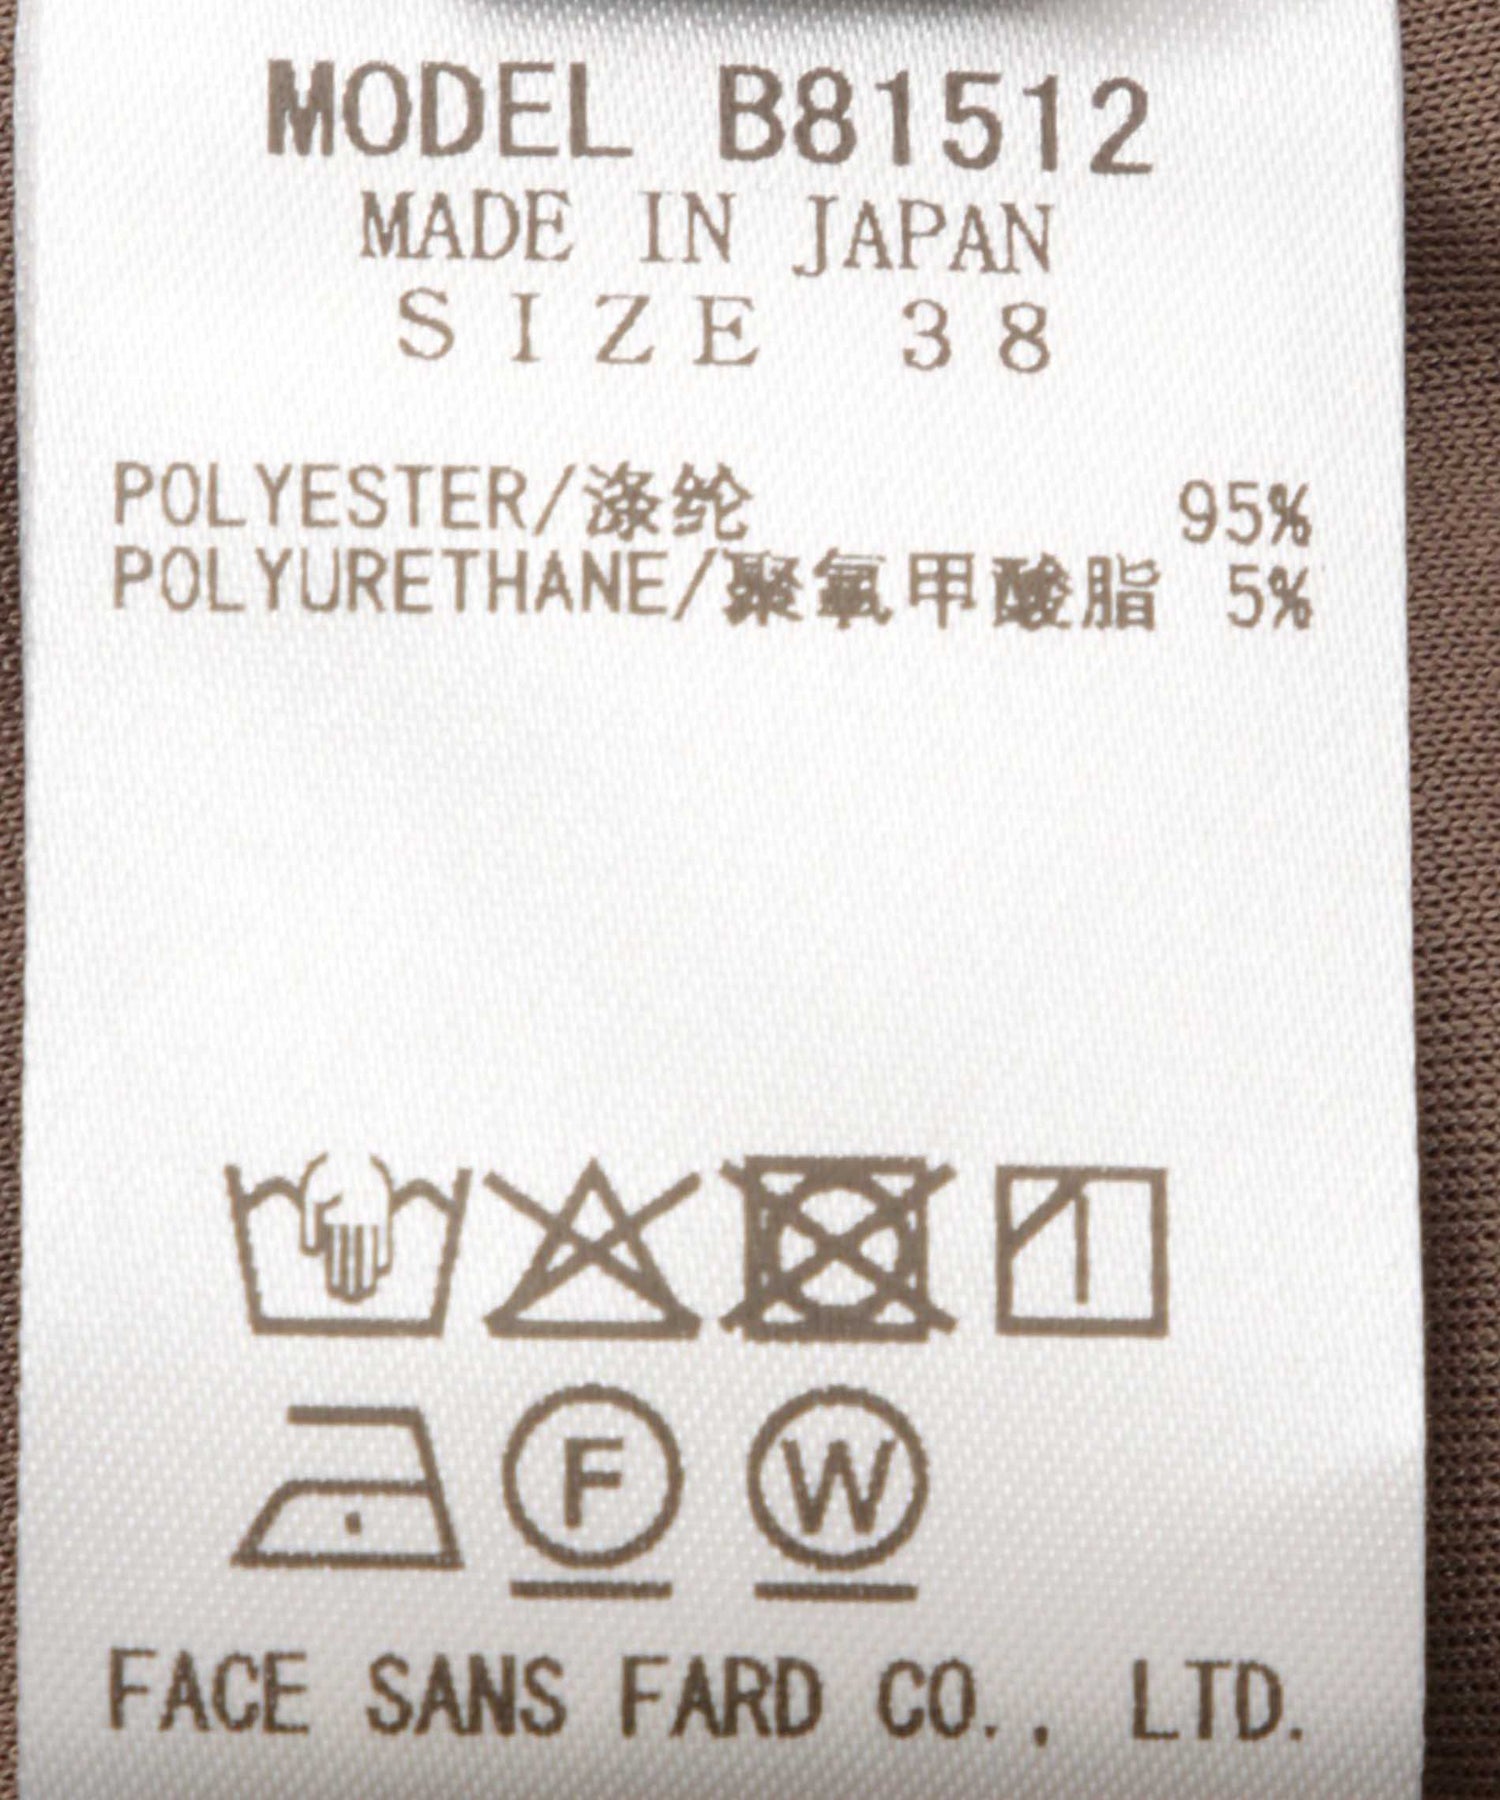 MODEL B81512
MADE IN JAPAN
SIZE 38
POLYESTER/涤纶 95%
POLYURETHANE/聚氨甲酸脂 5%
F W
FACE SANS FARD CO., LTD.